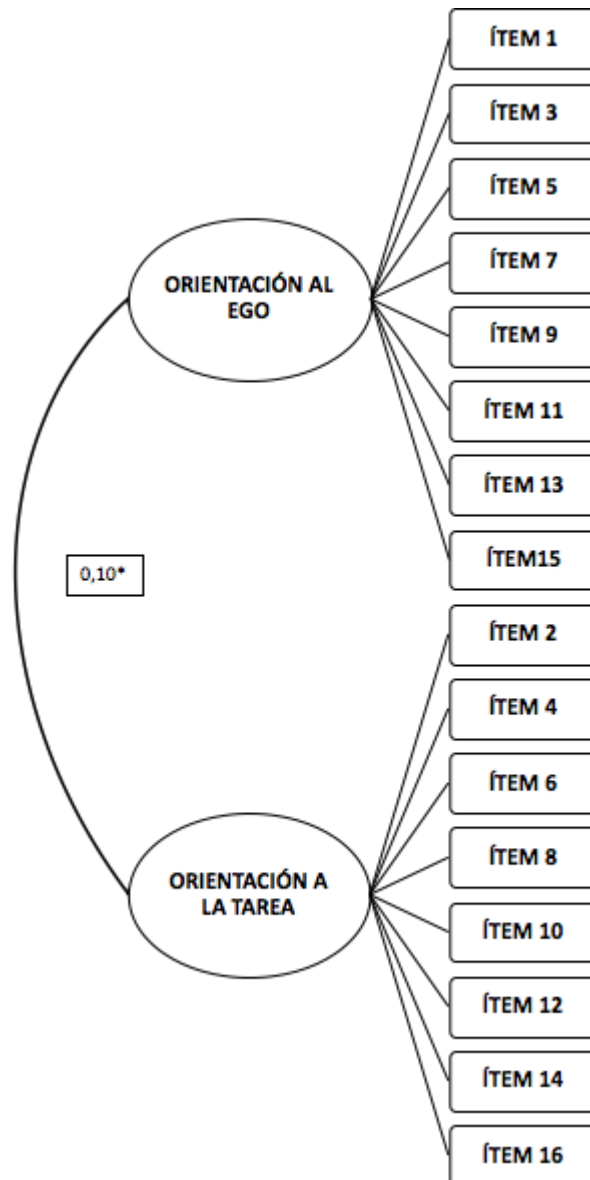 ÍTEM 1
ÍTEM 3
ÍTEM 5
ÍTEM 7
ÍTEM 9
ÍTEM 11
ÍTEM 13
ÍTEM15
ORIENTACIÓN AL
EGO
0,10*
ÍTEM 2
ÍTEM 4
ÍTEM 6
ÍTEM 8
ÍTEM 10
ÍTEM 12
ÍTEM 14
ÍTEM 16
ORIENTACIÓN A
LA TAREA